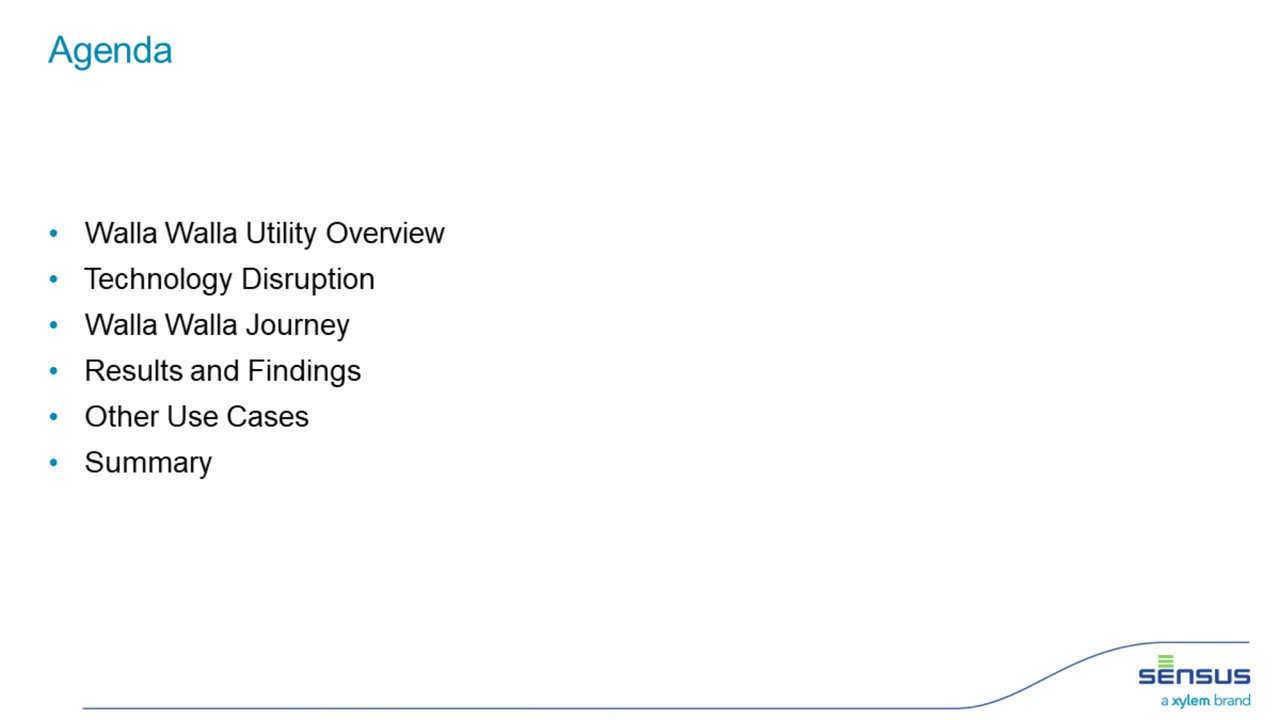 Agenda
• Walla Walla Utility Overview
• Technology Disruption
• Walla Walla Journey
• Results and Findings
• Other Use Cases
• Summary
sensus
a xylem brand